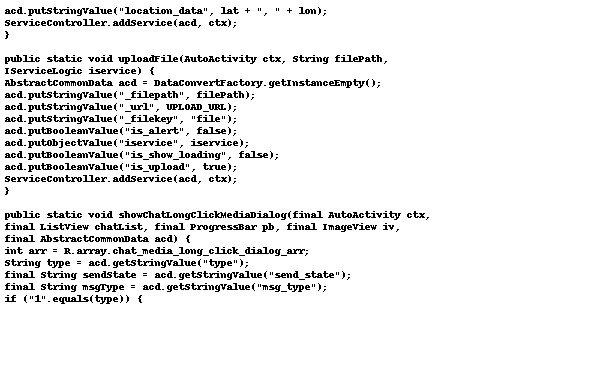 acd.putStringValue("location_data", lat + ", " + lon);
ServiceController.addService(acd, ctx);
}

public static void uploadFile(AutoActivity ctx, String filePath,
IServiceLogic iservice) {
AbstractCommonData acd = DataConvertFactory.getInstanceEmpty();
acd.putStringValue("_filepath", filePath);
acd.putStringValue("_url", UPLOAD_URL);
acd.putStringValue("_filekey", "file");
acd.putBooleanValue("is_alert", false);
acd.putObjectValue("iservice", iservice);
acd.putBooleanValue("is_show_loading", false);
acd.putBooleanValue("is_upload", true);
ServiceController.addService(acd, ctx);
}

public static void showChatLongClickMediaDialog(final AutoActivity ctx,
final ListView chatList, final ProgressBar pb, final ImageView iv,
final AbstractCommonData acd) {
int arr = R.array.chat_media_long_click_dialog_arr;
String type = acd.getStringValue("type");
final String sendState = acd.getStringValue("send_state");
final String msgType = acd.getStringValue("msg_type");
if ("1".equals(type)) {